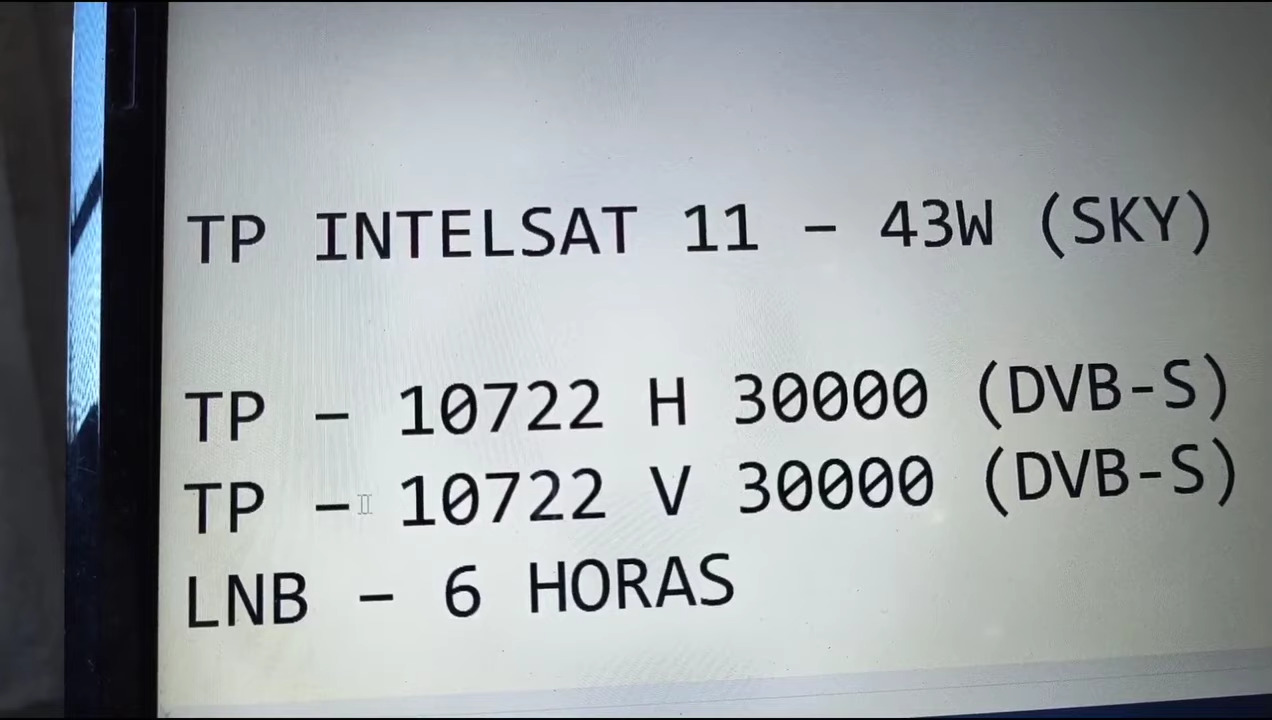 TP INTELSAT 11 - 43W (SKY)
TP - 10722 H 30000 (DVB-S)
TP - 10722 V 30000 (DVB-S)
LNB - 6 HORAS